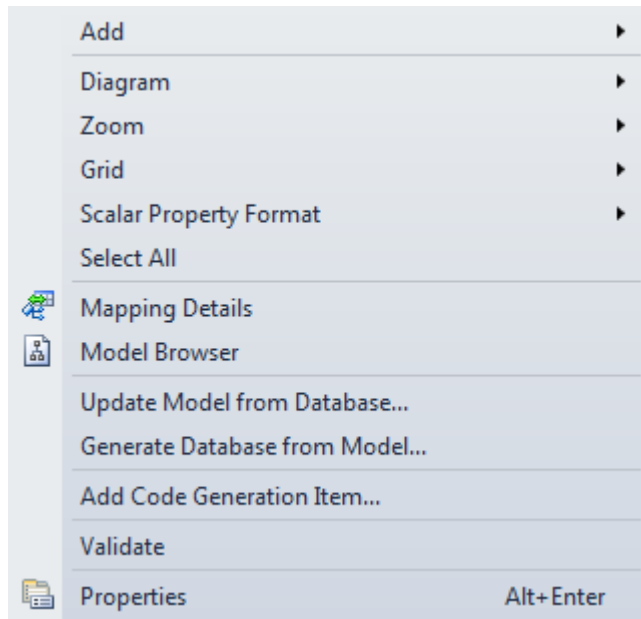 Add
Diagram
Zoom
Grid
Scalar Property Format
Select All
Mapping Details
Model Browser
Update Model from Database...
Generate Database from Model...
Add Code Generation Item...
Validate
Properties Alt+Enter